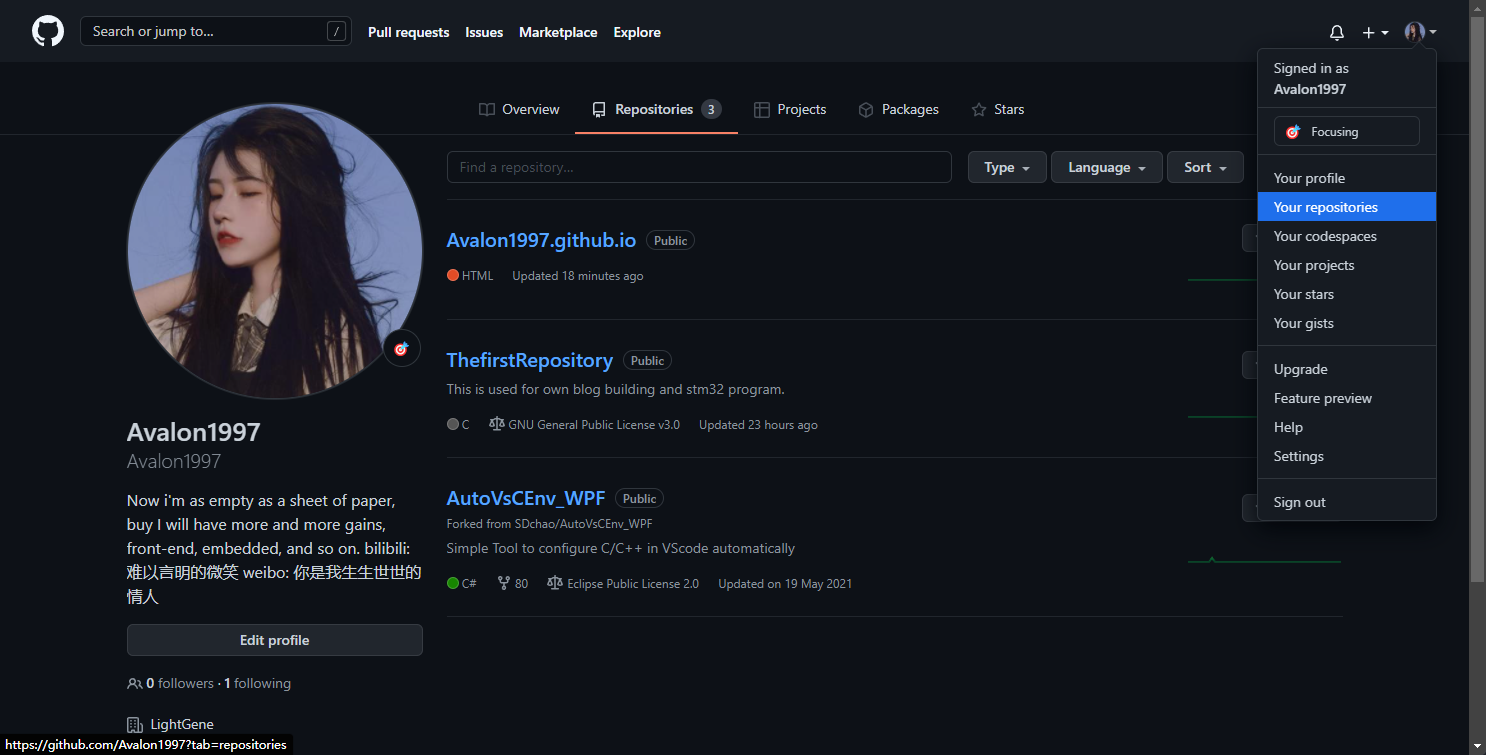 Search or jump to...
/
Pull requests
Issues
Marketplace
Explore
Signed in as
Avalon1997
Focusing
Your profile
Your repositories
Your codespaces
Your projects
Your stars
Your gists
Upgrade
Feature preview
Help
Settings
Sign out
Overview
Repositories 3
Projects
Packages
Stars
Find a repository...
Type
Language
Sort
Avalon1997.github.io Public
HTML Updated 18 minutes ago
ThefirstRepository Public
This is used for own blog building and stm32 program.
C GNU General Public License v3.0 Updated 23 hours ago
AutoVsCEnv_WPF Public
Forked from SDchao/AutoVsCEnv_WPF
Simple Tool to configure C/C++ in VScode automatically
C# 80 Eclipse Public License 2.0 Updated on 19 May 2021
Avalon1997
Avalon1997
Now i'm as empty as a sheet of paper,
buy I will have more and more gains,
front-end, embedded, and so on. bilibili:
难以言明的微笑 weibo: 你是我生生世世的
情人
Edit profile
0 followers · 1 following
LightGene
https://github.com/Avalon1997?tab=repositories